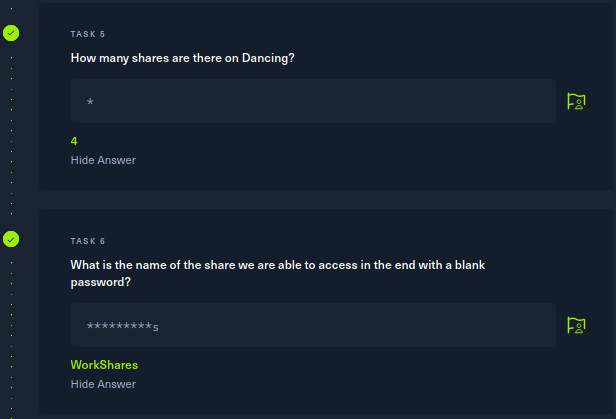 TASK 5
How many shares are there on Dancing?
*
4
Hide Answer
TASK 6
What is the name of the share we are able to access in the end with a blank
password?
*********s
WorkShares
Hide Answer